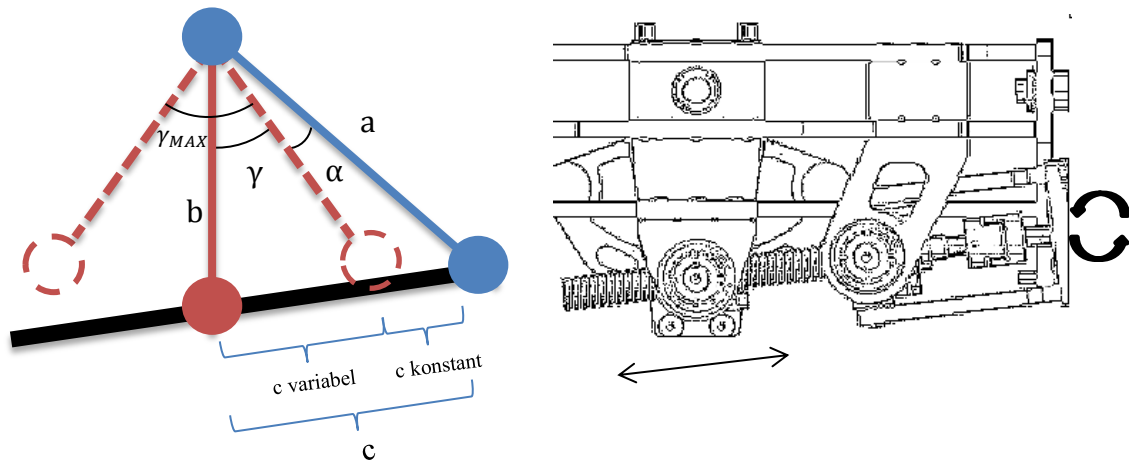 a
γMAX
γ
α
b
c variabel
c konstant
c